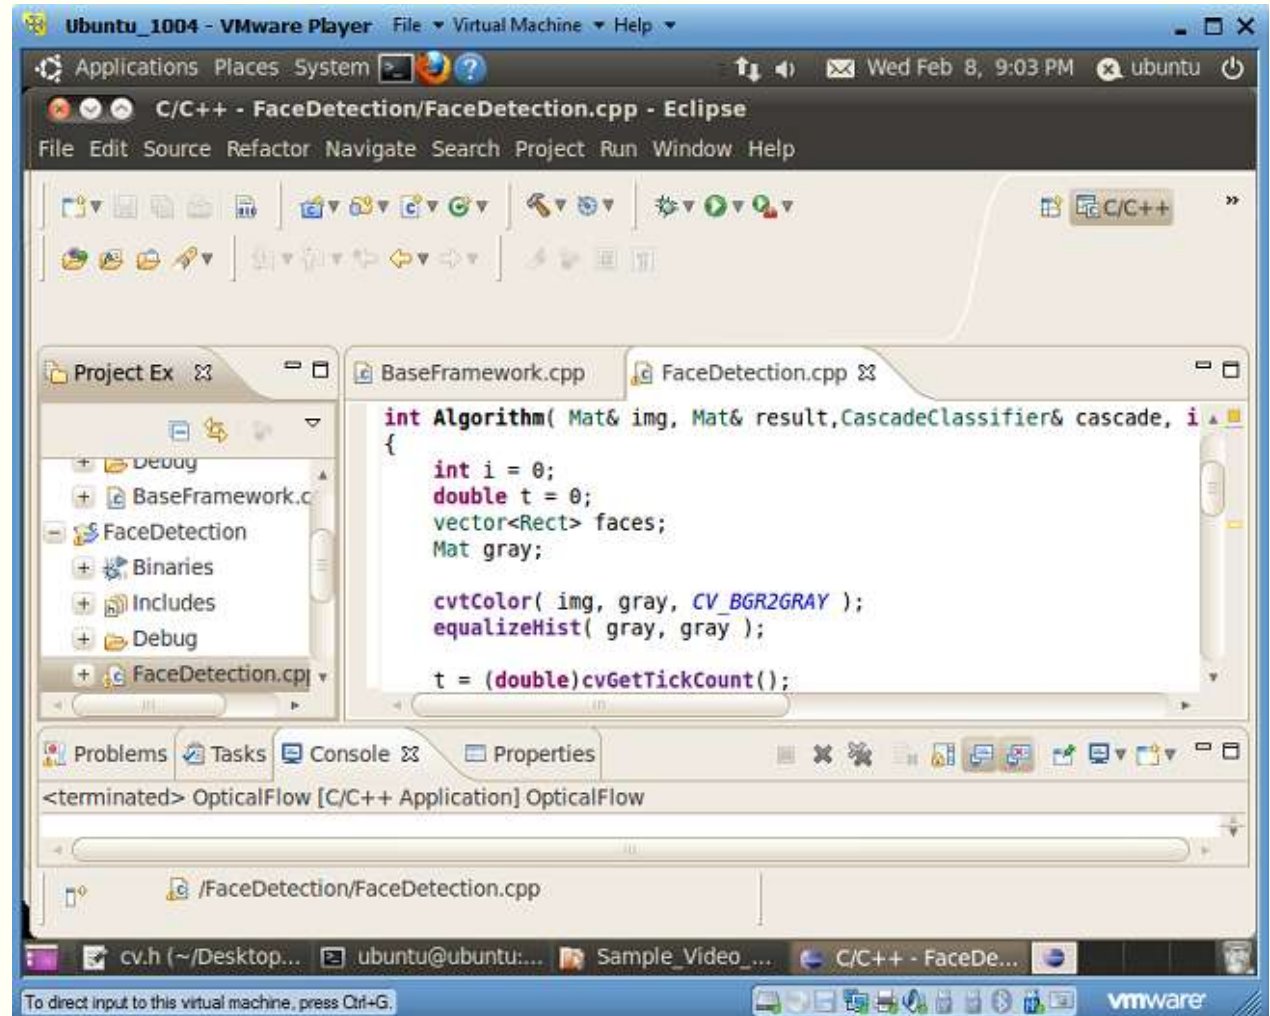 Ubuntu_1004 - VMware Player File Virtual Machine Help
Applications Places System Wed Feb 8, 9:03 PM ubuntu
C/C++ - FaceDetection/FaceDetection.cpp - Eclipse
File Edit Source Refactor Navigate Search Project Run Window Help
C/C++
Project Ex
BaseFramework.cpp FaceDetection.cpp
Debug
BaseFramework.c
FaceDetection
Binaries
Includes
Debug
FaceDetection.cpp
int Algorithm( Mat& img, Mat& result,CascadeClassifier& cascade, i
{
int i = 0;
double t = 0;
vector<Rect> faces;
Mat gray;
cvtColor( img, gray, CV_BGR2GRAY );
equalizeHist( gray, gray );
t = (double)cvGetTickCount();
Problems Tasks Console Properties
<terminated> OpticalFlow [C/C++ Application] OpticalFlow
/FaceDetection/FaceDetection.cpp
cv.h (~/Desktop... ubuntu@ubuntu:... Sample_Video_... C/C++ - FaceDe...
To direct input to this virtual machine, press Ctrl+G. vmware